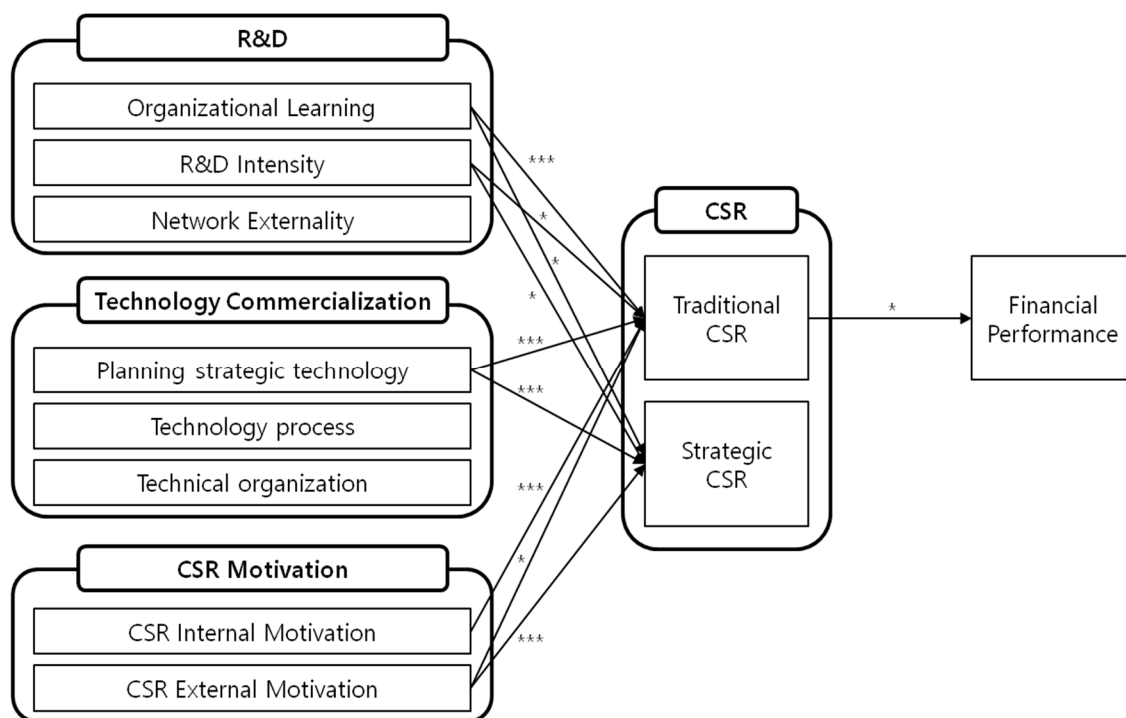 R&D
Organizational Learning
R&D Intensity
Network Externality
Technology Commercialization
Planning strategic technology
Technology process
Technical organization
CSR Motivation
CSR Internal Motivation
CSR External Motivation
***
*
*
*
***
***
***
*
***
CSR
Traditional
CSR
Strategic
CSR
*
Financial
Performance